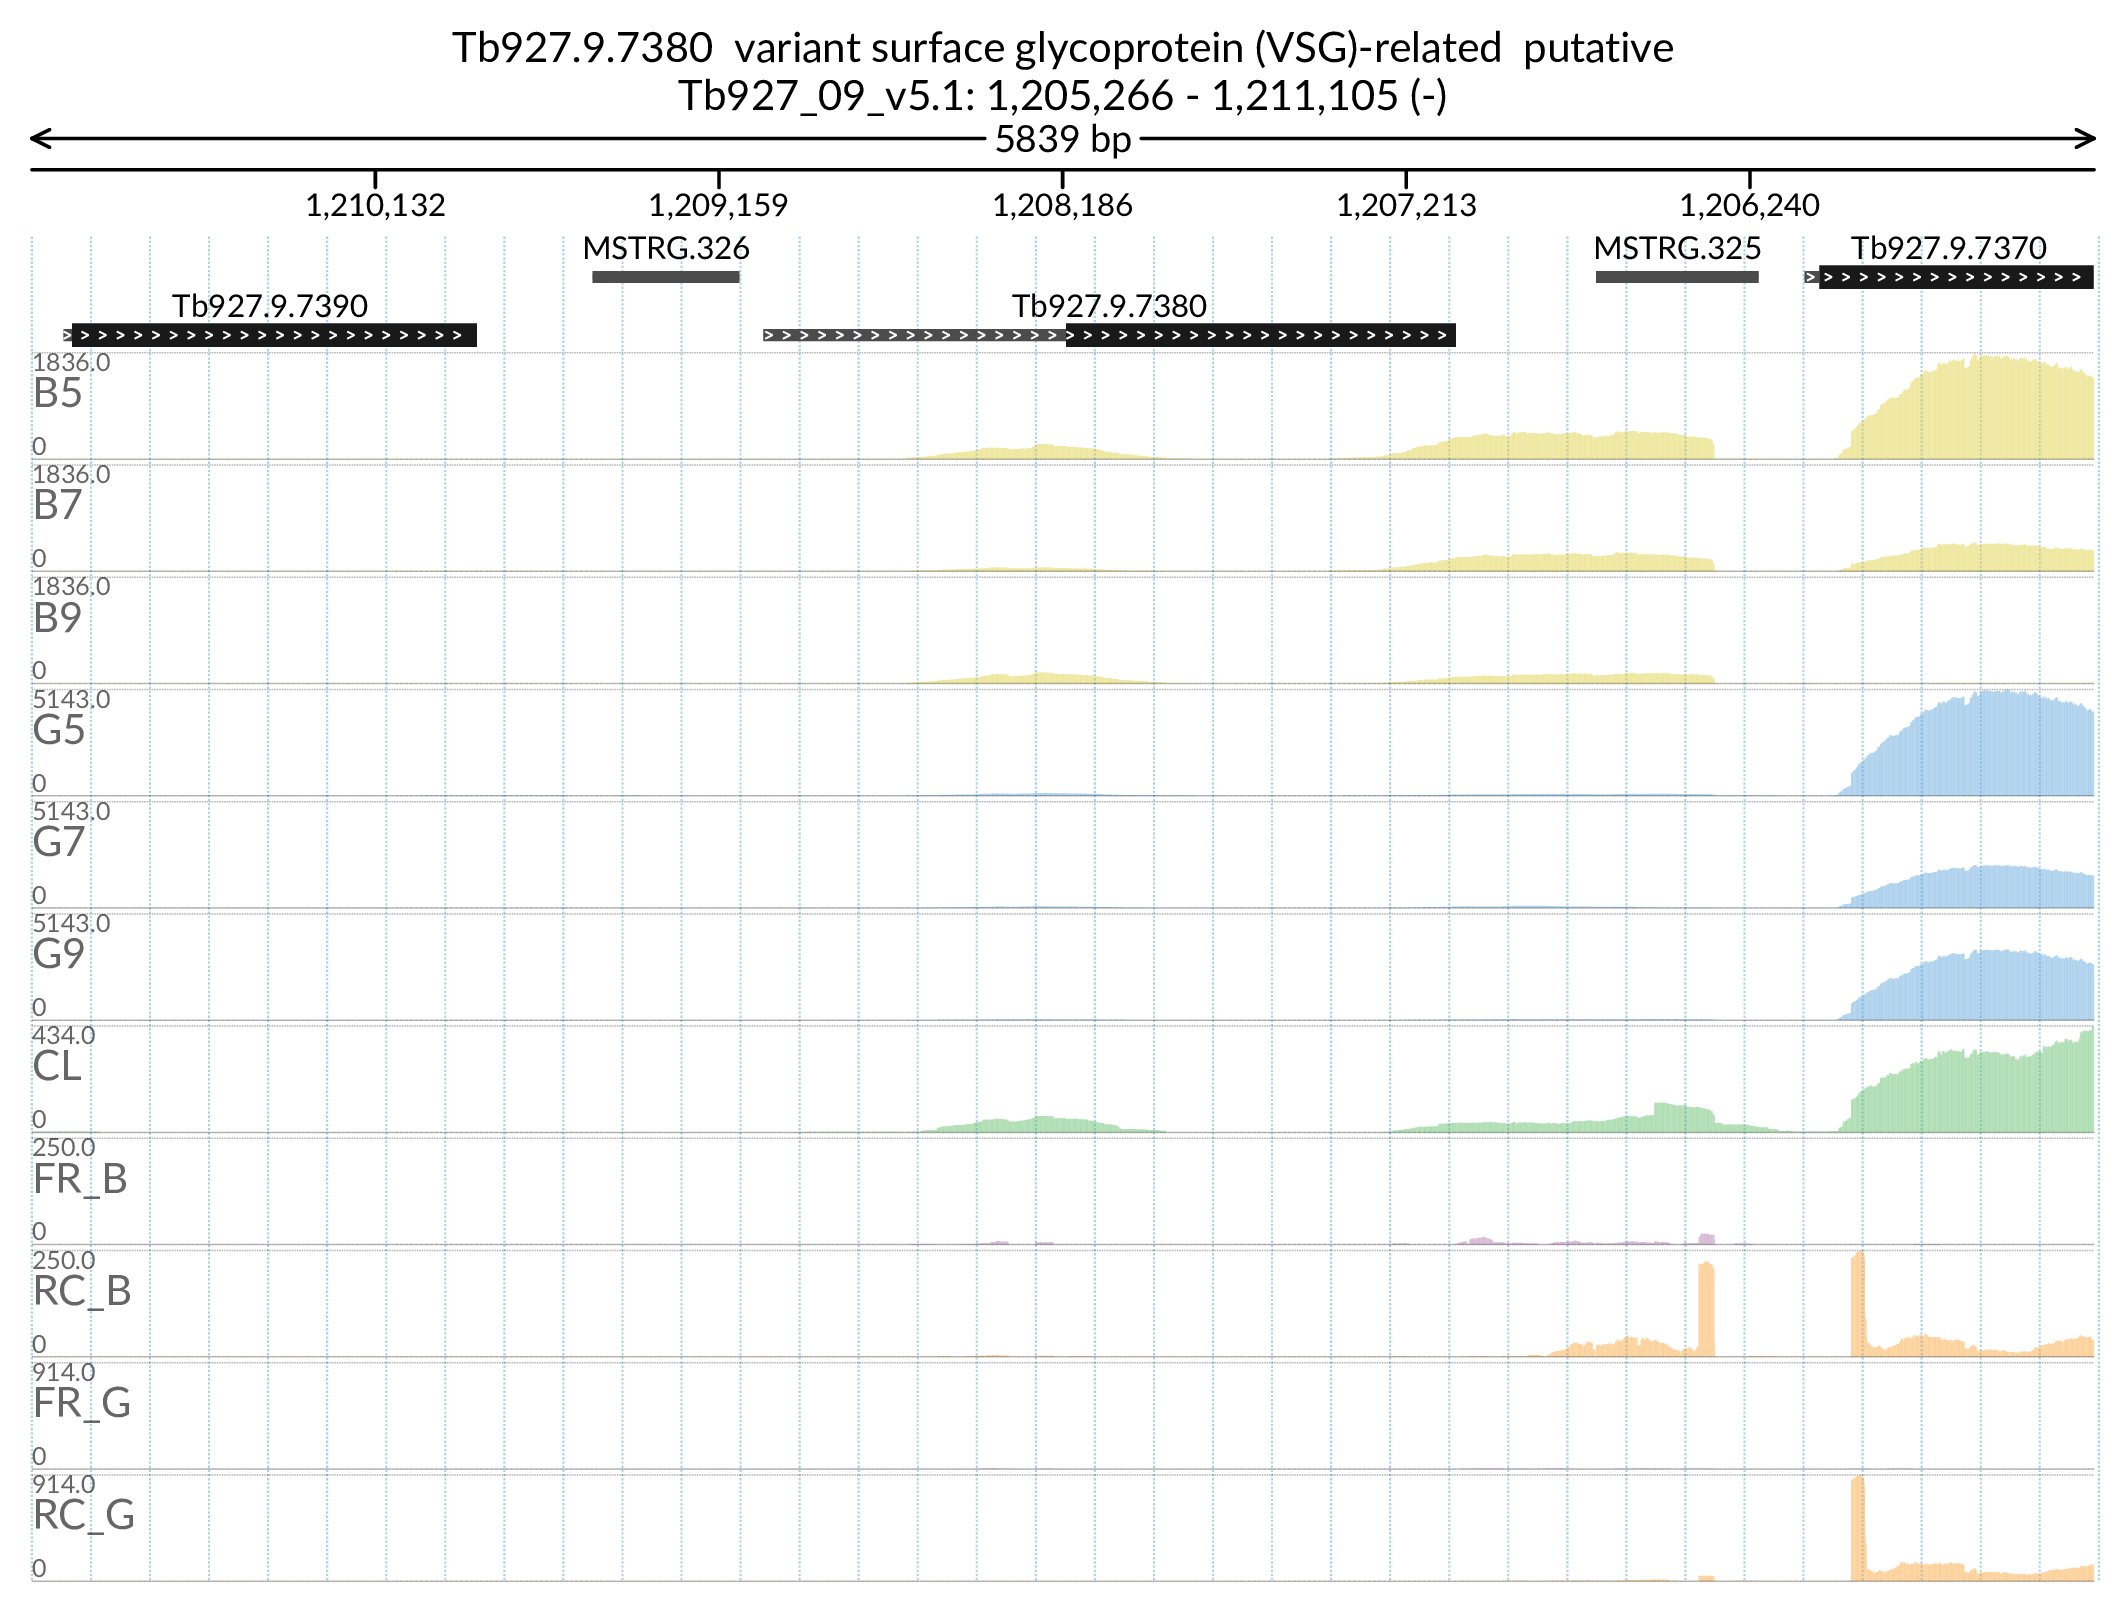 Tb927.9.7380 variant surface glycoprotein (VSG)-related putative
Tb927_09_v5.1: 1,205,266 - 1,211,105 (-)
5839 bp
1,210,132 1,209,159 1,208,186 1,207,213 1,206,240
MSTRG.326 MSTRG.325 Tb927.9.7370
Tb927.9.7390 Tb927.9.7380
1836.0
B5
0
1836.0
B7
0
1836.0
B9
0
5143.0
G5
0
5143.0
G7
0
5143.0
G9
0
434.0
CL
0
250.0
FR_B
0
250.0
RC_B
0
914.0
FR_G
0
914.0
RC_G
0